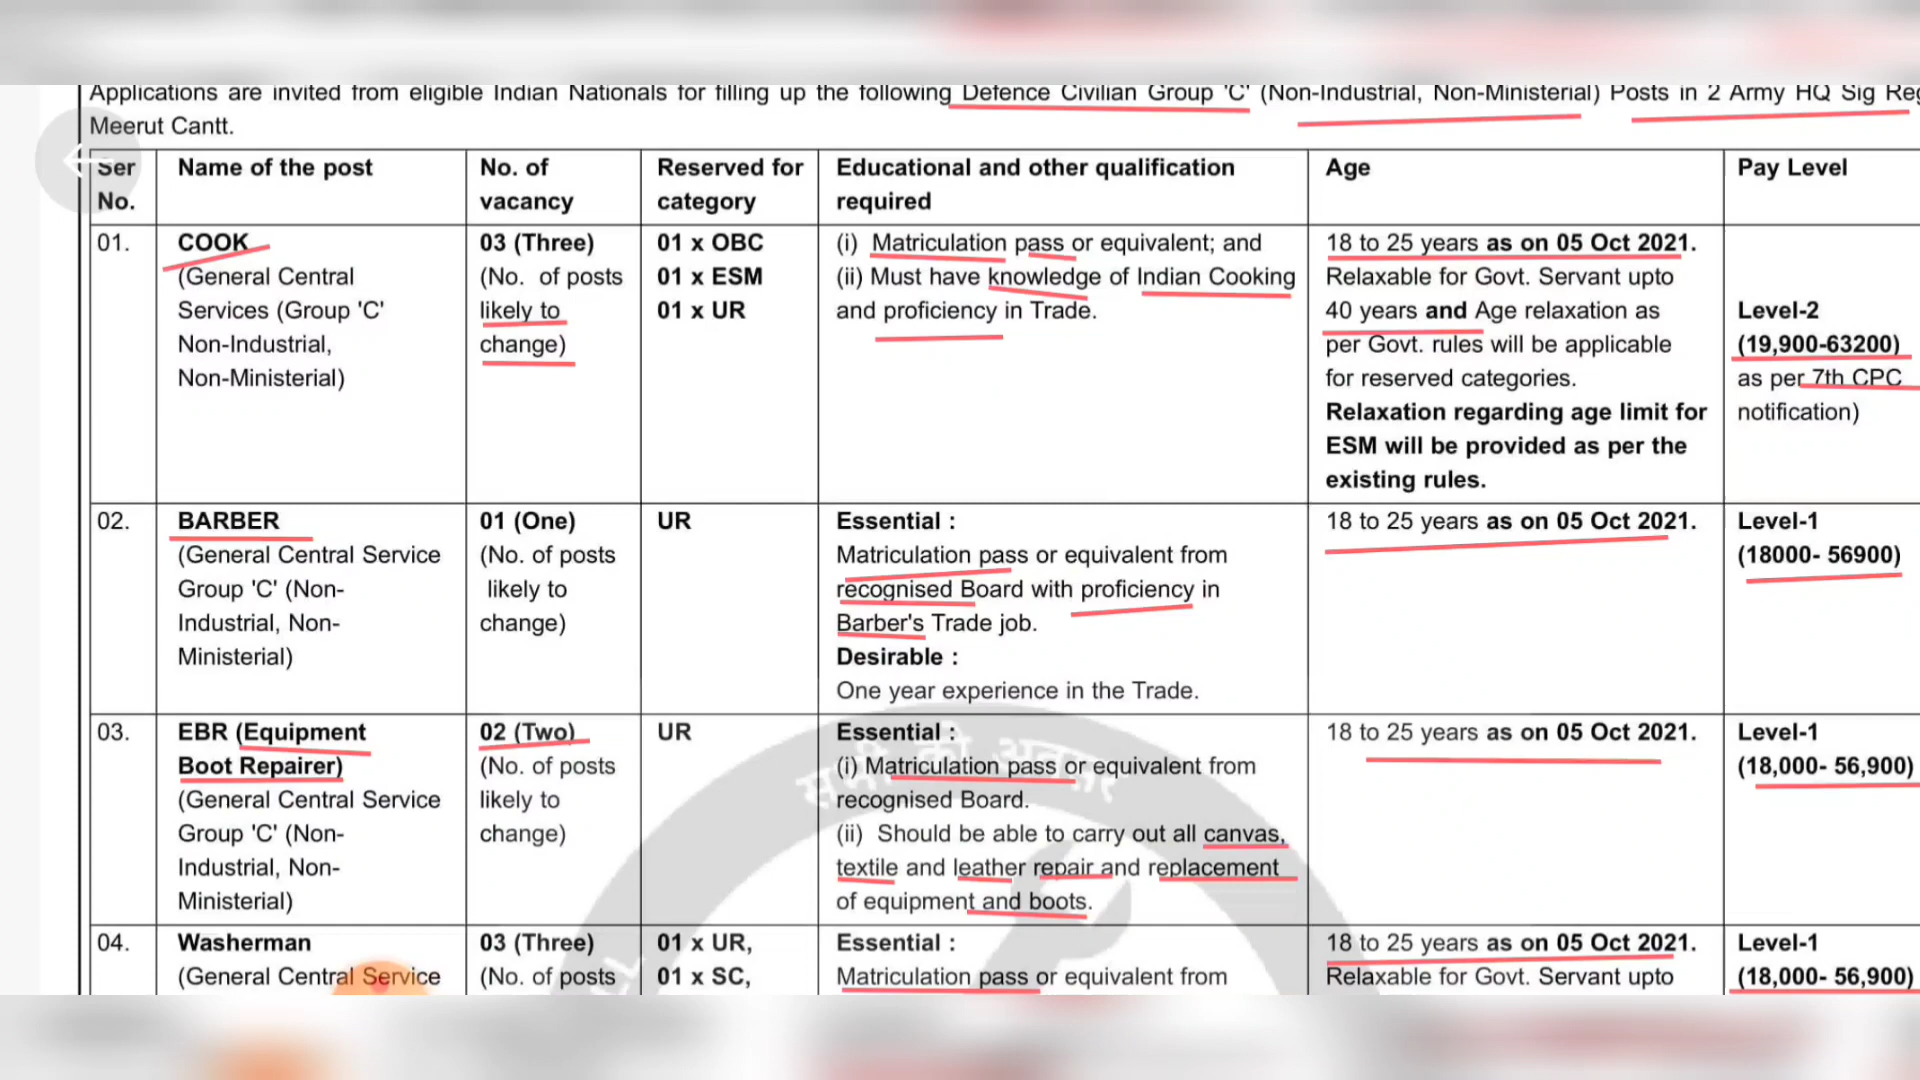 Applications are invited from eligible Indian Nationals for filling up the following Defence Civilian Group 'C' (Non-Industrial, Non-Ministerial) Posts in 2 Army HQ Sig
Meerut Cantt.
Ser No.
Name of the post
No. of vacancy
Reserved for category
Educational and other qualification required
Age
Pay Level
01.
COOK
(General Central
Services (Group 'C'
Non-Industrial,
Non-Ministerial)
03 (Three)
(No. of posts
likely to
change)
01 x OBC
01 x ESM
01 x UR
(i) Matriculation pass or equivalent; and
(ii) Must have knowledge of Indian Cooking
and proficiency in Trade.
18 to 25 years as on 05 Oct 2021.
Relaxable for Govt. Servant upto
40 years and Age relaxation as
per Govt. rules will be applicable
for reserved categories.
Relaxation regarding age limit for
ESM will be provided as per the
existing rules.
Level-2
(19,900-63200)
as per 7th CPC
notification)
02.
BARBER
(General Central Service
Group 'C' (Non-
Industrial, Non-
Ministerial)
01 (One)
(No. of posts
likely to
change)
UR
Essential :
Matriculation pass or equivalent from
recognised Board with proficiency in
Barber's Trade job.
Desirable :
One year experience in the Trade.
18 to 25 years as on 05 Oct 2021.
Level-1
(18000- 56900)
03.
EBR (Equipment
Boot Repairer)
(General Central Service
Group 'C' (Non-
Industrial, Non-
Ministerial)
02 (Two)
(No. of posts
likely to
change)
UR
Essential :
(i) Matriculation pass or equivalent from
recognised Board.
(ii) Should be able to carry out all canvas,
textile and leather repair and replacement
of equipment and boots.
18 to 25 years as on 05 Oct 2021.
Level-1
(18,000- 56,900)
04.
Washerman
(General Central Service
03 (Three)
(No. of posts
01 x UR,
01 x SC,
Essential :
Matriculation pass or equivalent from
18 to 25 years as on 05 Oct 2021.
Relaxable for Govt. Servant upto
Level-1
(18,000- 56,900)